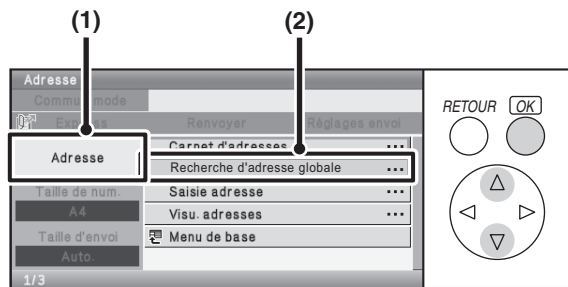 (1) (2)
Adresse
Commut. mode
Express Renvoyer Réglages envoi
Carnet d'adresses ...
Adresse
Recherche d'adresse globale ...
Taille de num. Saisie adresse ...
A4 Visu. adresses ...
Taille d'envoi Menu de base
Auto.
1/3
RETOUR OK